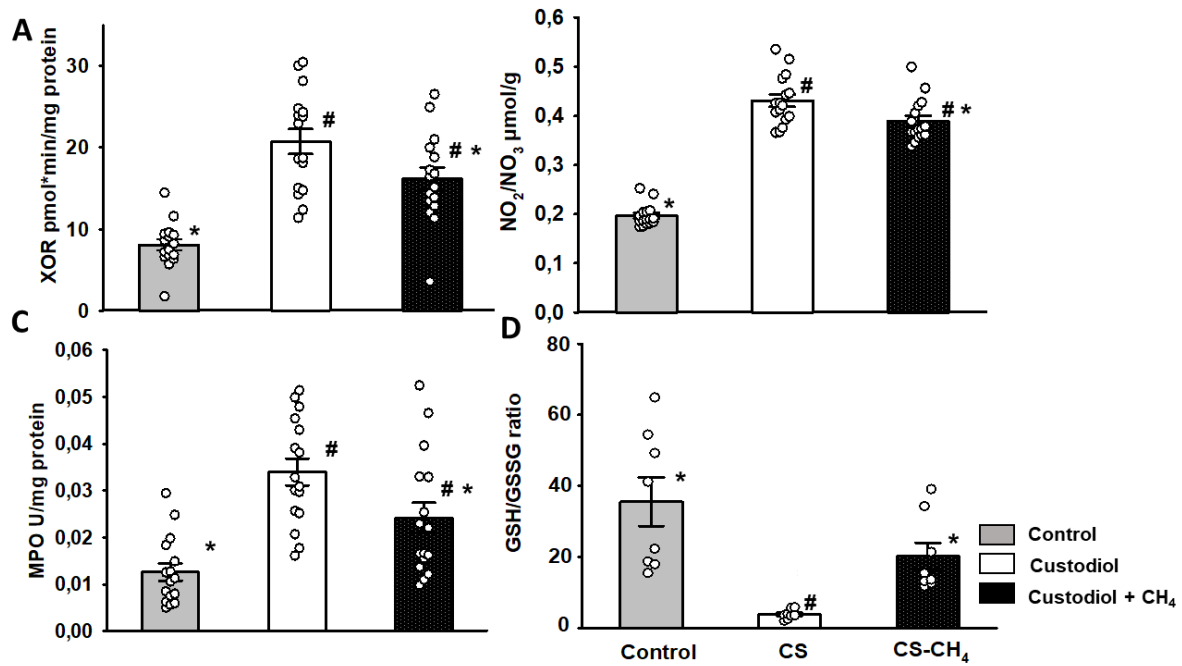 A
XOR pmol*min/mg protein
30
20
10
0
*
#
# *
NO₂/NO₃ µmol/g
0,6
0,5
0,4
0,3
0,2
0,1
0,0
*
#
# *
C
MPO U/mg protein
0,06
0,05
0,04
0,03
0,02
0,01
0,00
*
#
# *
D
GSH/GSSG ratio
80
60
40
20
0
*
#
*
Control
CS
CS-CH₄
Control
Custodiol
Custodiol + CH₄